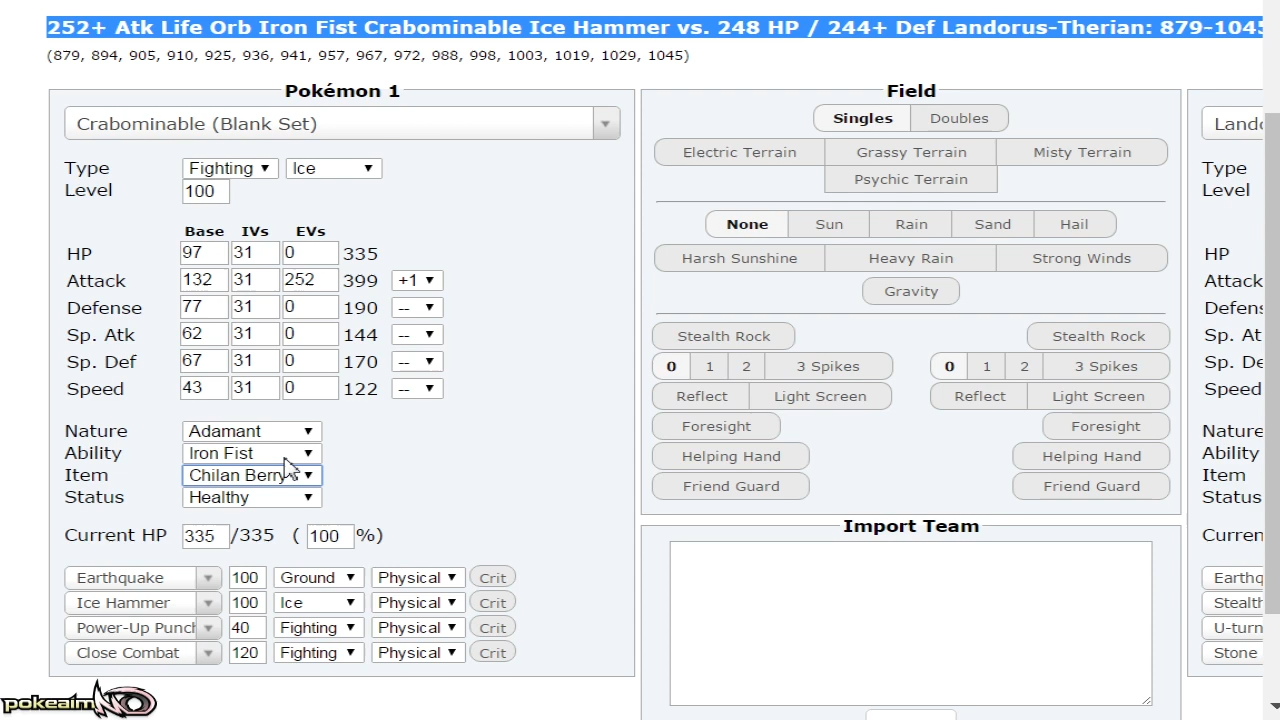 252+ Atk Life Orb Iron Fist Crabominable Ice Hammer vs. 248 HP / 244+ Def Landorus-Therian: 879-1045
(879, 894, 905, 910, 925, 936, 941, 957, 967, 972, 988, 998, 1003, 1019, 1029, 1045)
Pokémon 1
Crabominable (Blank Set)
Type Fighting Ice
Level 100
Base IVs EVs
HP 97 31 0 335
Attack 132 31 252 399 +1
Defense 77 31 0 190 --
Sp. Atk 62 31 0 144 --
Sp. Def 67 31 0 170 --
Speed 43 31 0 122 --
Nature Adamant
Ability Iron Fist
Item Chilan Berry
Status Healthy
Current HP 335 /335 ( 100 %)
Earthquake 100 Ground Physical Crit
Ice Hammer 100 Ice Physical Crit
Power-Up Punch 40 Fighting Physical Crit
Close Combat 120 Fighting Physical Crit
Field
Singles Doubles
Electric Terrain Grassy Terrain Misty Terrain
Psychic Terrain
None Sun Rain Sand Hail
Harsh Sunshine Heavy Rain Strong Winds
Gravity
Stealth Rock Stealth Rock
0 1 2 3 Spikes 0 1 2 3 Spikes
Reflect Light Screen Reflect Light Screen
Foresight Foresight
Helping Hand Helping Hand
Friend Guard Friend Guard
Import Team
Land
Type
Level
HP
Attack
Defen
Sp. At
Sp. De
Speed
Nature
Ability
Item
Status
Curren
Earthq
Stealth
U-turn
Stone
pokeaimMD